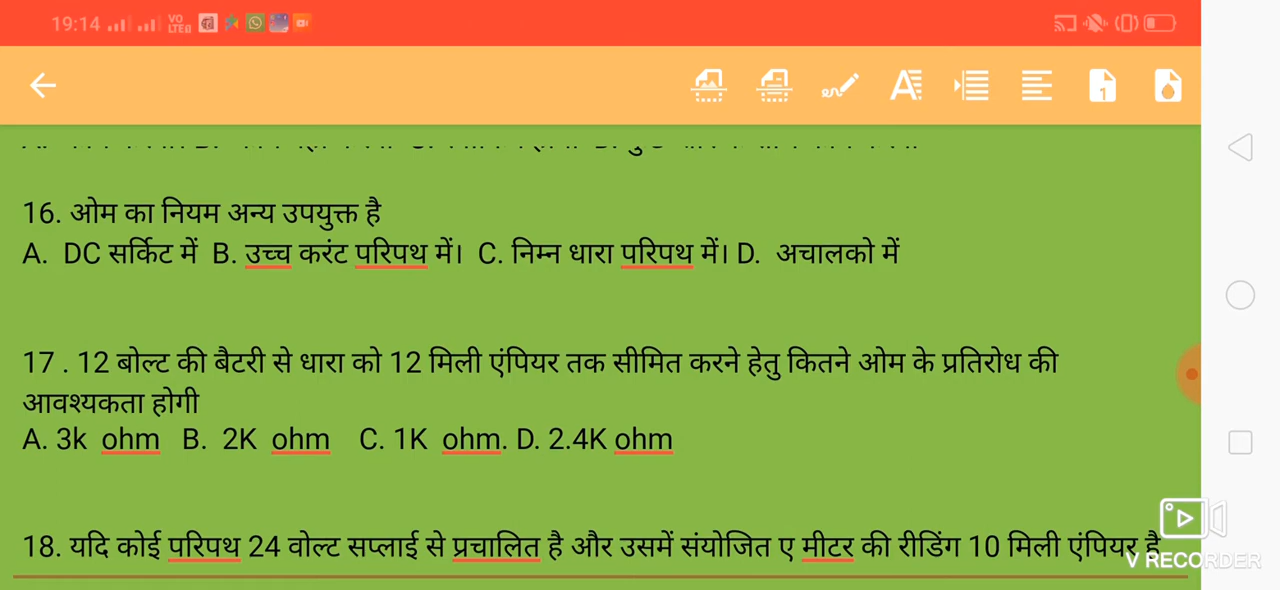 19:14
VO
LTE
16. ओम का नियम अन्य उपयुक्त है
A. DC सर्किट में B. उच्च करंट परिपथ में। C. निम्न धारा परिपथ में। D. अचालको में
17 . 12 बोल्ट की बैटरी से धारा को 12 मिली एंपियर तक सीमित करने हेतु कितने ओम के प्रतिरोध की
आवश्यकता होगी
A. 3k ohm B. 2K ohm C. 1K ohm. D. 2.4K ohm
18. यदि कोई परिपथ 24 वोल्ट सप्लाई से प्रचालित है और उसमें संयोजित ए मीटर की रीडिंग 10 मिली एंपियर है
V RECORDER